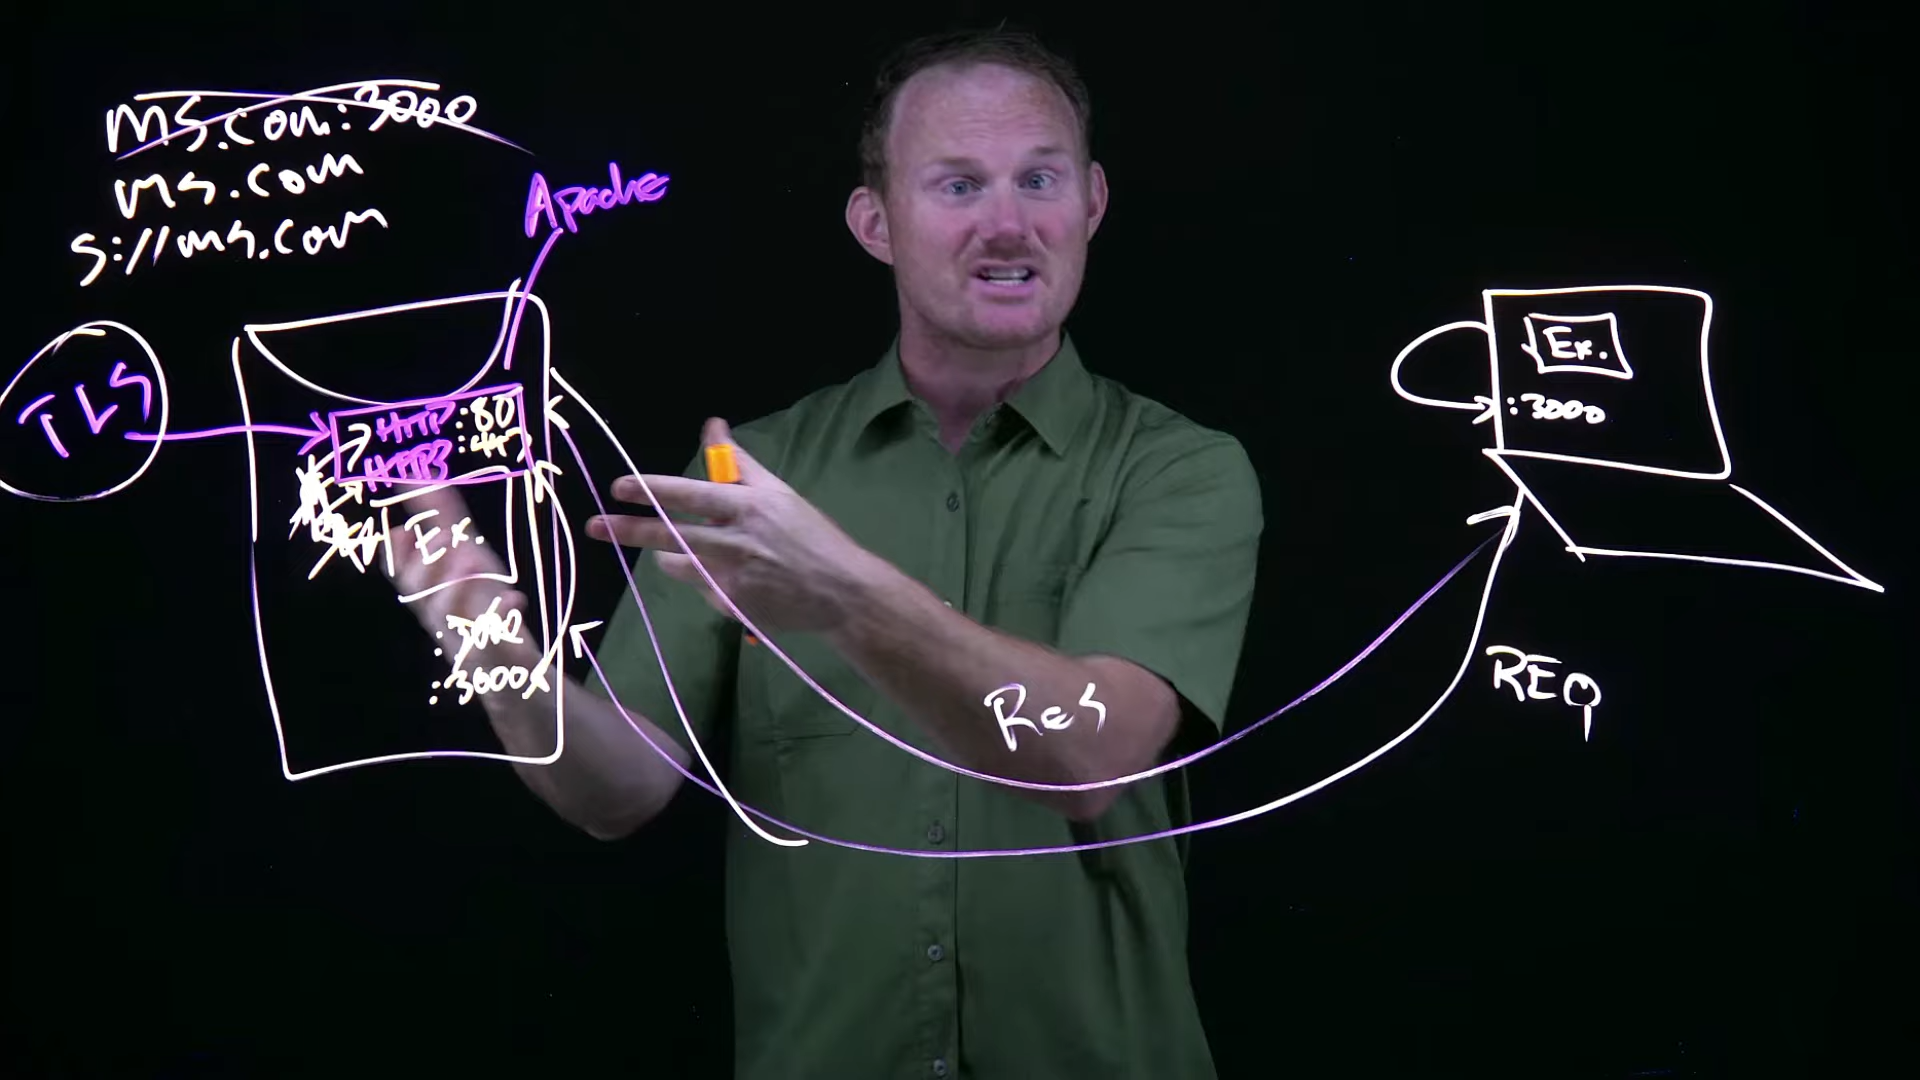 ms.com:3000
ms.com
s://ms.com
Apache
TLS
HTTP :80
HTTPS :443
Ex.
:3000
:3000
Ex.
:3000
Res
REQ